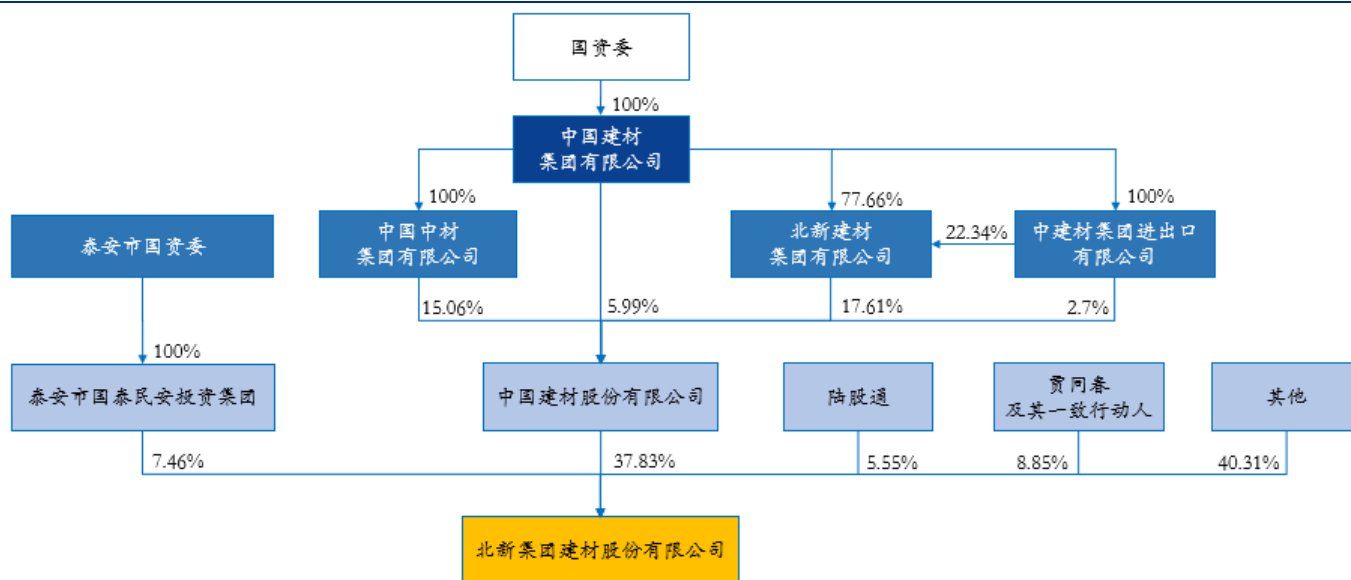 国资委
100%
中国建材
集团有限公司
100%
77.66%
100%
泰安市国资委
中国中材
集团有限公司
北新建材
集团有限公司
22.34%
中建材集团进出口
有限公司
15.06%
5.99%
17.61%
2.7%
100%
泰安市国泰民安投资集团
中国建材股份有限公司
陆股通
贾同春
及其一致行动人
其他
7.46%
37.83%
5.55%
8.85%
40.31%
北新集团建材股份有限公司